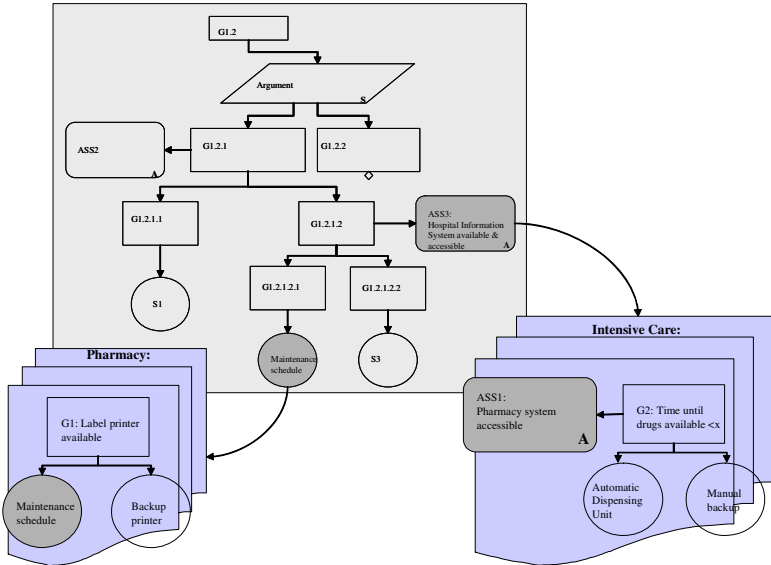 G1.2
Argument
S
ASS2
A
G1.2.1
G1.2.2
G1.2.1.1
G1.2.1.2
ASS3:
Hospital Information
System available &
accessible
A
G1.2.1.2.1
G1.2.1.2.2
S1
Maintenance
schedule
S3
Pharmacy:
G1: Label printer
available
Maintenance
schedule
Backup
printer
Intensive Care:
ASS1:
Pharmacy system
accessible
A
G2: Time until
drugs available <x
Automatic
Dispensing
Unit
Manual
backup